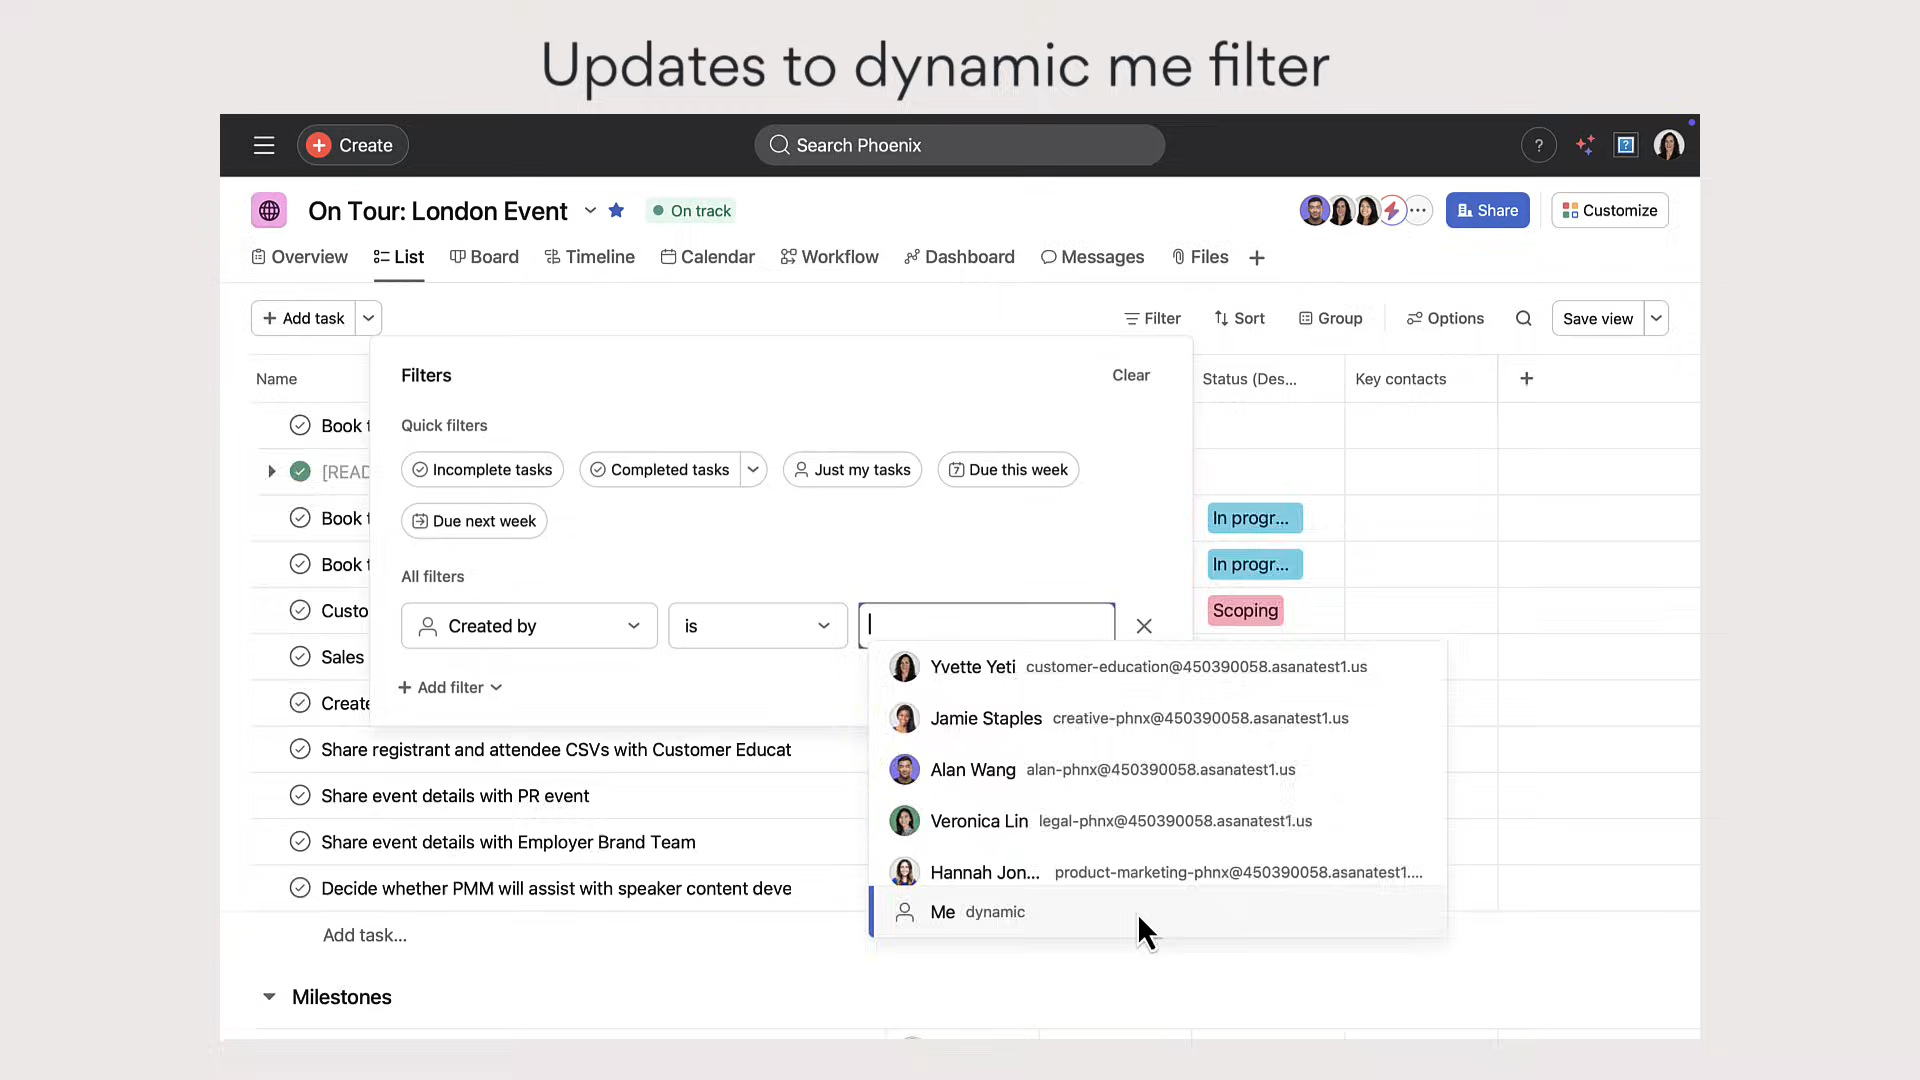 Updates to dynamic me filter
Create
Search Phoenix
?
?
On Tour: London Event
On track
Share
Customize
Overview
List
Board
Timeline
Calendar
Workflow
Dashboard
Messages
Files
Add task
Filter
Sort
Group
Options
Save view
Name
Status (Des...
Key contacts
Filters
Clear
Quick filters
Incomplete tasks
Completed tasks
Just my tasks
7
Due this week
Due next week
All filters
Created by
is
Add filter
Book t
[READ
Book t
In progr...
Book t
In progr...
Custo
Scoping
Sales
Create
Share registrant and attendee CSVs with Customer Educat
Share event details with PR event
Share event details with Employer Brand Team
Decide whether PMM will assist with speaker content deve
Add task...
Yvette Yeti customer-education@450390058.asanatest1.us
Jamie Staples creative-phnx@450390058.asanatest1.us
Alan Wang alan-phnx@450390058.asanatest1.us
Veronica Lin legal-phnx@450390058.asanatest1.us
Hannah Jon... product-marketing-phnx@450390058.asanatest1....
Me dynamic
Milestones